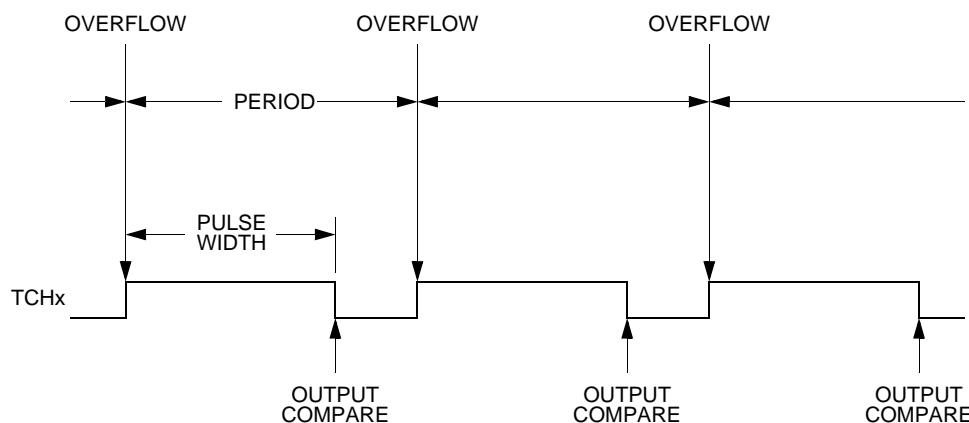 OVERFLOW OVERFLOW OVERFLOW
PERIOD
PULSE
WIDTH
TCHx
OUTPUT
COMPARE
OUTPUT
COMPARE
OUTPUT
COMPARE